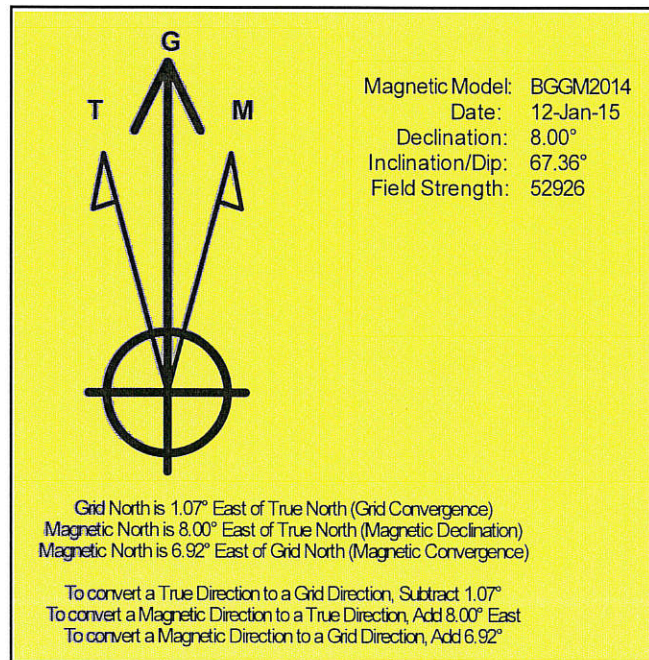 G
T M
Magnetic Model: BGGM2014
Date: 12-Jan-15
Declination: 8.00°
Inclination/Dip: 67.36°
Field Strength: 52926
Grid North is 1.07° East of True North (Grid Convergence)
Magnetic North is 8.00° East of True North (Magnetic Declination)
Magnetic North is 6.92° East of Grid North (Magnetic Convergence)
To convert a True Direction to a Grid Direction, Subtract 1.07°
To convert a Magnetic Direction to a True Direction, Add 8.00° East
To convert a Magnetic Direction to a Grid Direction, Add 6.92°